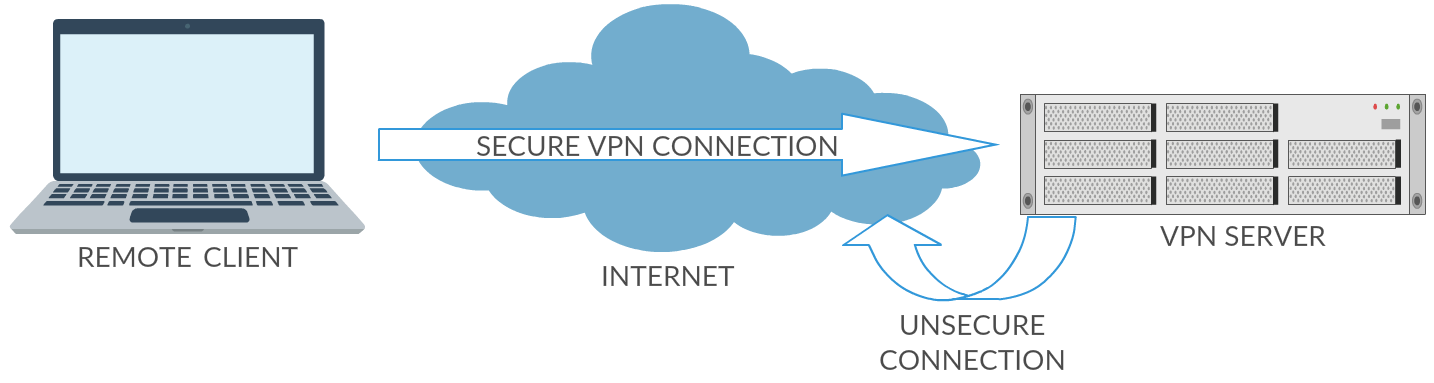 SECURE VPN CONNECTION
REMOTE CLIENT
INTERNET
VPN SERVER
UNSECURE
CONNECTION